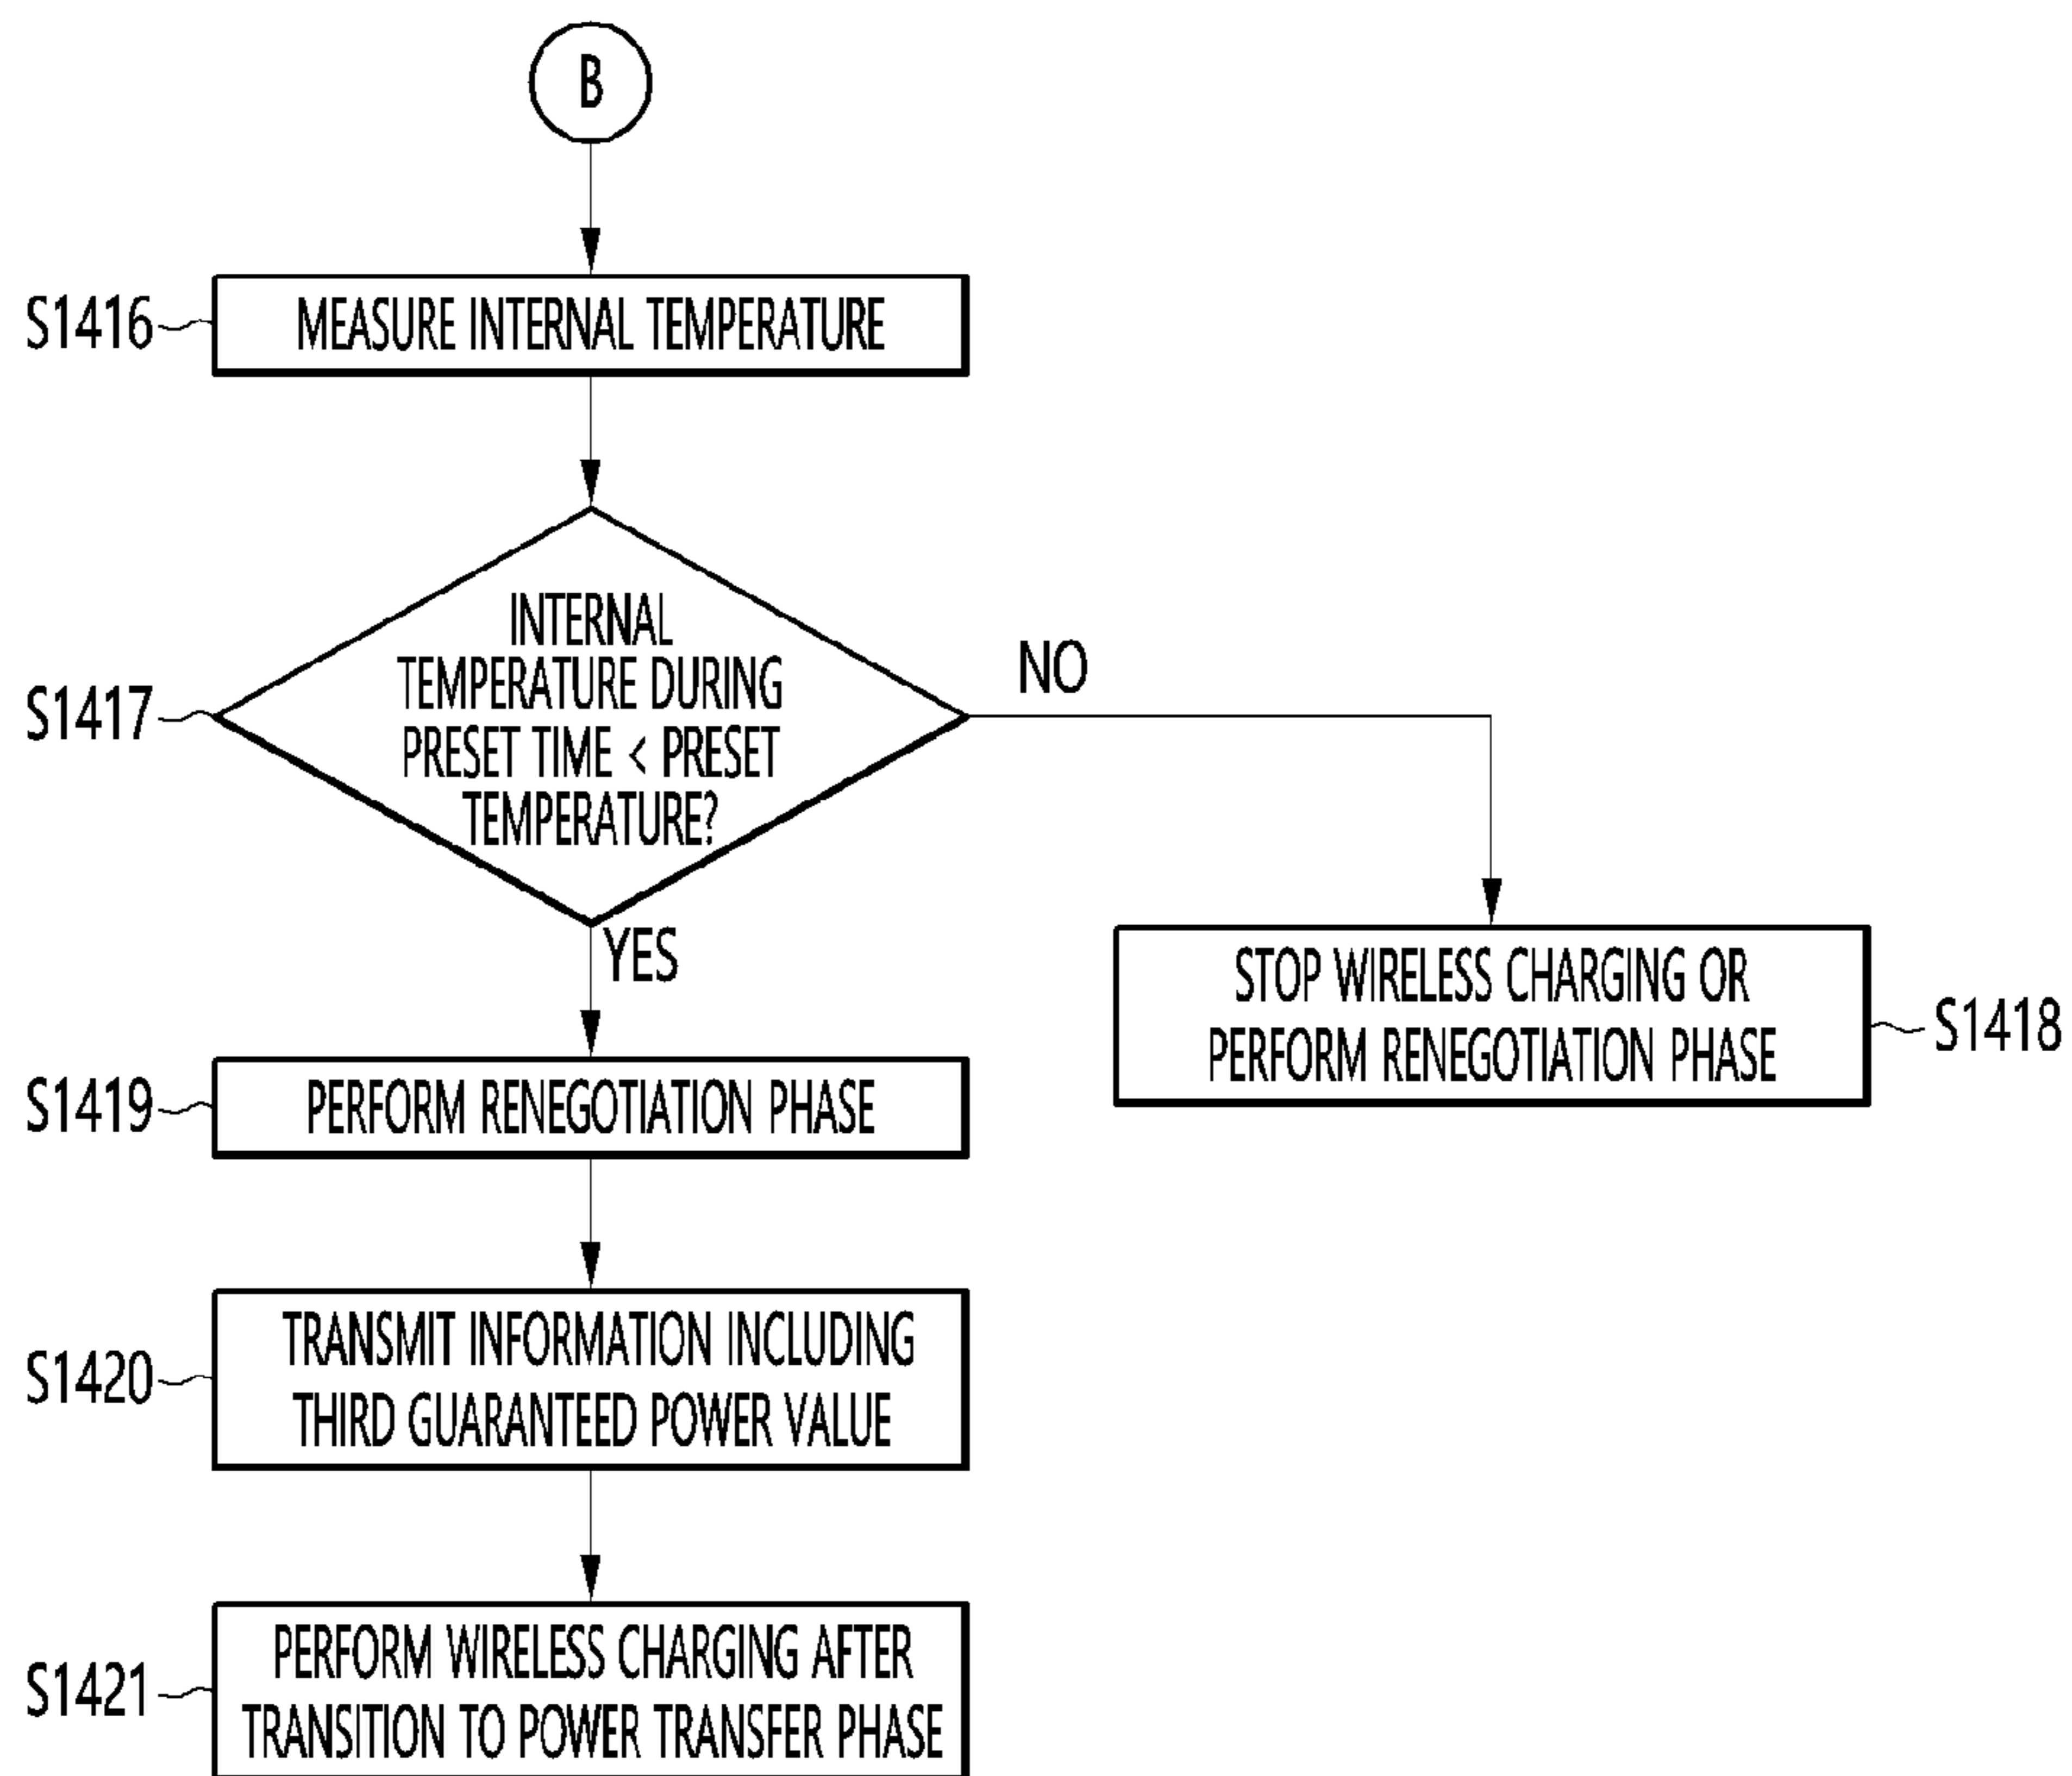 B
S1416
MEASURE INTERNAL TEMPERATURE
S1417
INTERNAL
TEMPERATURE DURING
PRESET TIME < PRESET
TEMPERATURE?
NO
YES
STOP WIRELESS CHARGING OR
PERFORM RENEGOTIATION PHASE
S1418
S1419
PERFORM RENEGOTIATION PHASE
S1420
TRANSMIT INFORMATION INCLUDING
THIRD GUARANTEED POWER VALUE
S1421
PERFORM WIRELESS CHARGING AFTER
TRANSITION TO POWER TRANSFER PHASE